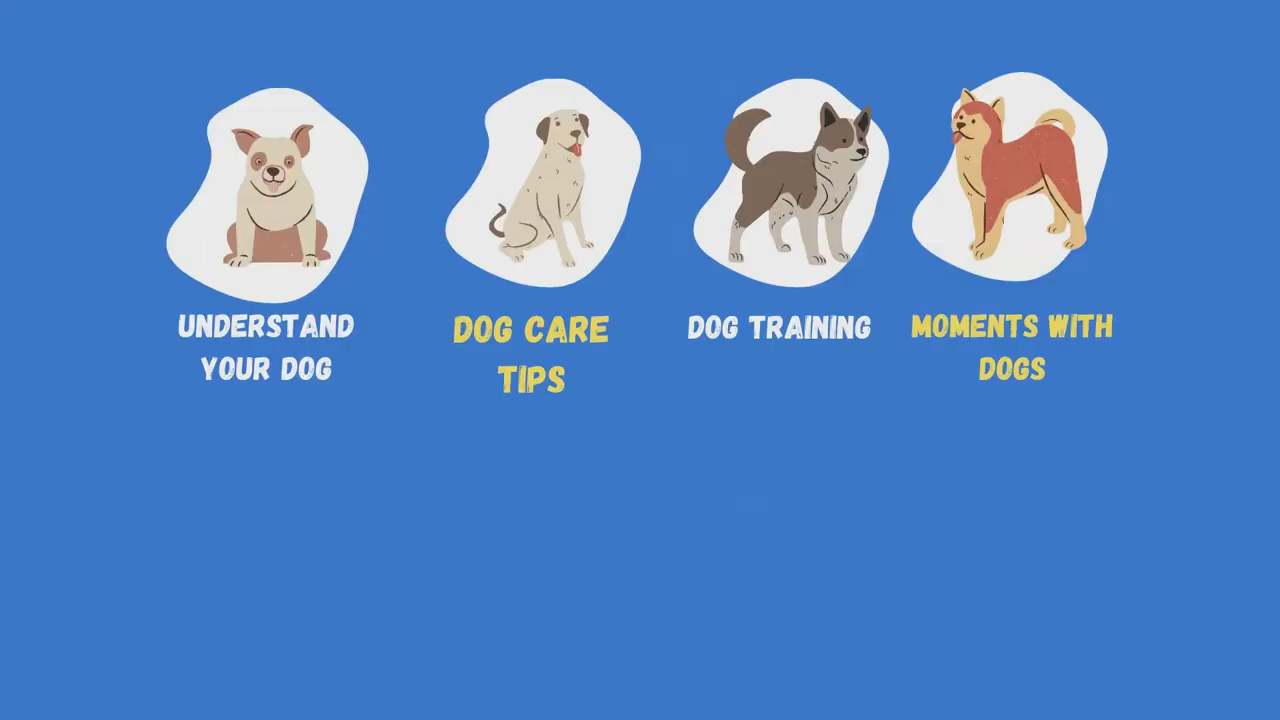 UNDERSTAND
YOUR DOG
DOG CARE
TIPS
DOG TRAINING
MOMENTS WITH
DOGS